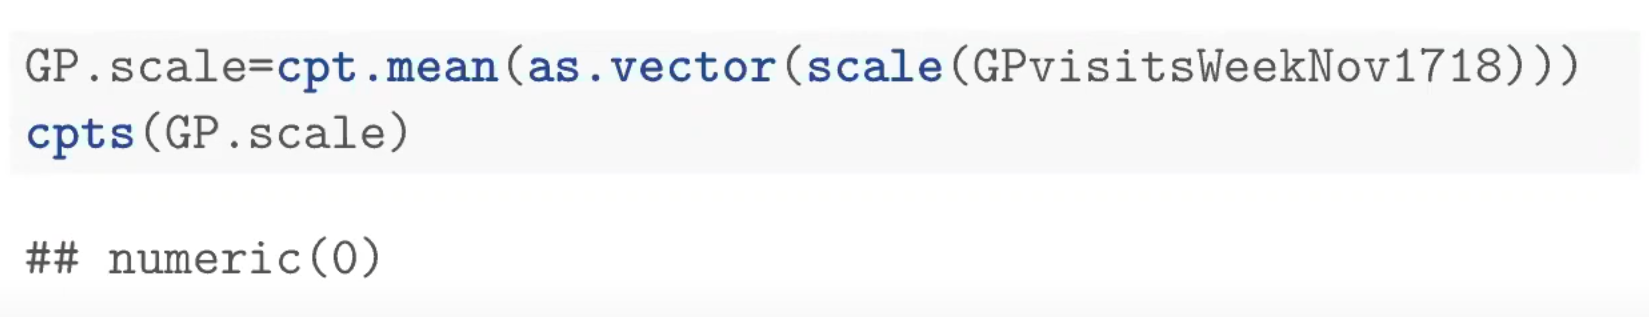 GP.scale=cpt.mean(as.vector(scale(GPvisitsWeekNov1718)))
cpts(GP.scale)
## numeric(0)